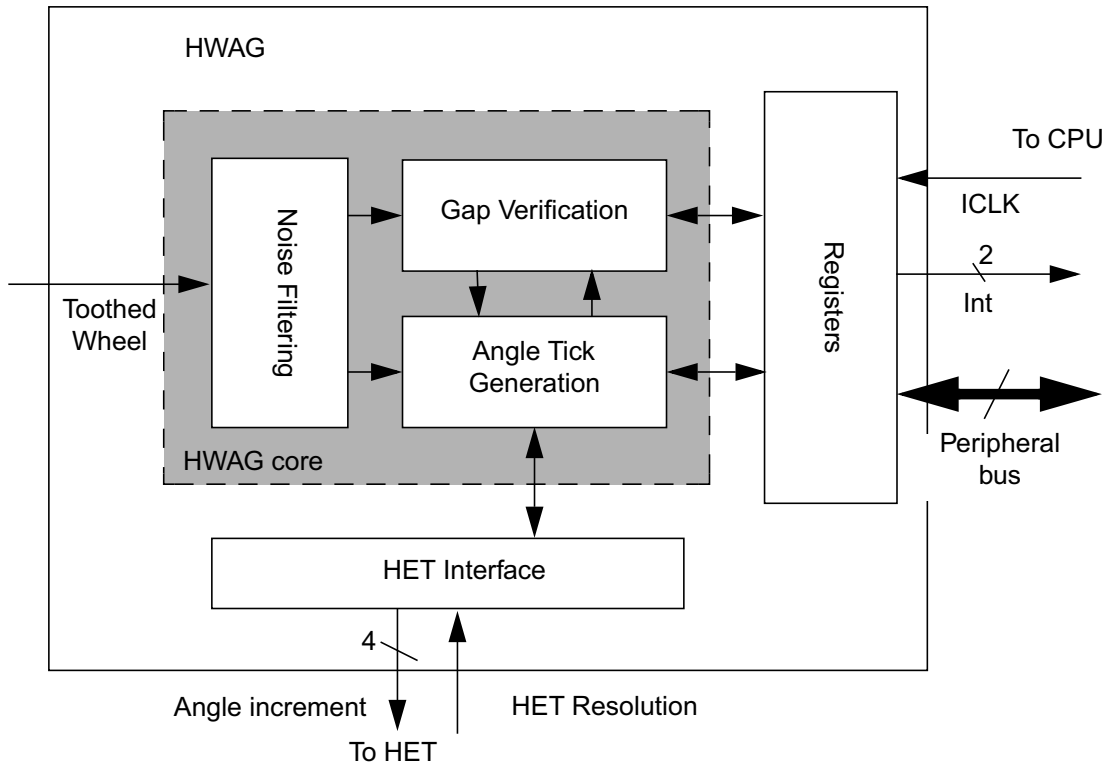 HWAG
To CPU
ICLK
2
Int
Peripheral
bus
Toothed
Wheel
Noise Filtering
Gap Verification
Angle Tick
Generation
HWAG core
Registers
HET Interface
4
Angle increment
To HET
HET Resolution